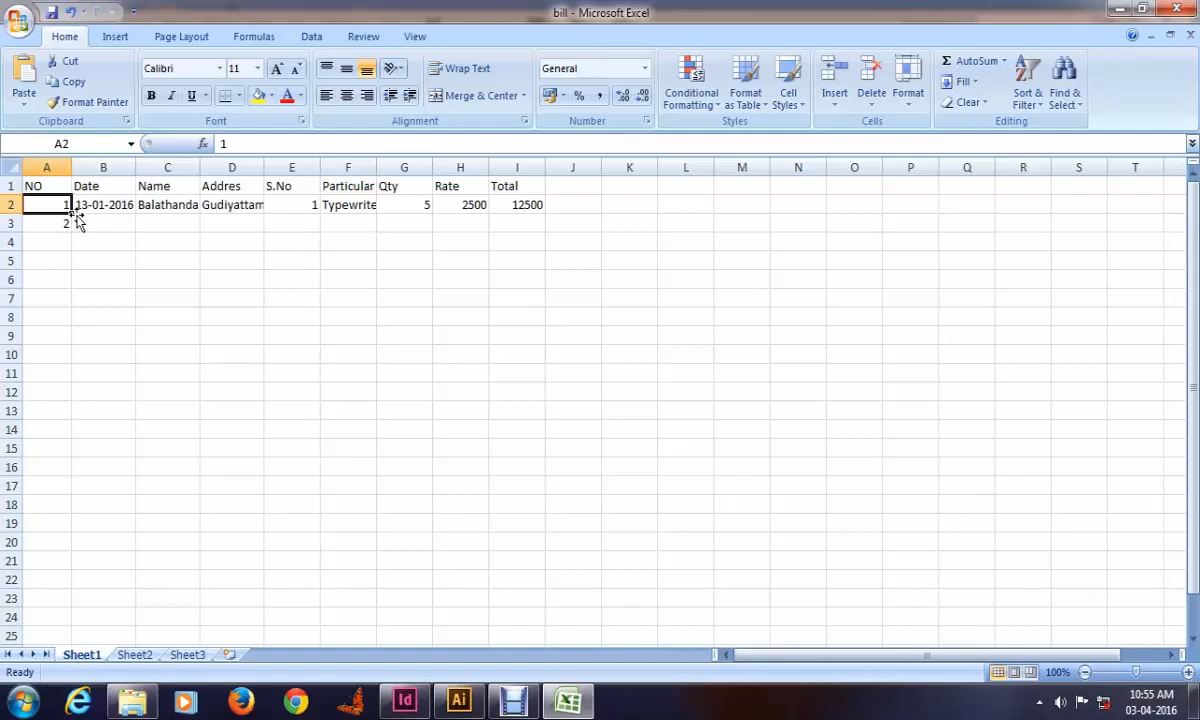 bill - Microsoft Excel
Home Insert Page Layout Formulas Data Review View
Paste
Cut
Copy
Format Painter
Clipboard
Calibri 11
B I U
Font
Wrap Text
Merge & Center
Alignment
General
% ,
Number
Conditional Formatting
Format as Table
Cell Styles
Styles
Insert Delete Format
Cells
Σ AutoSum
Fill
Clear
Sort & Filter
Find & Select
Editing
A2 fx 1
A B C D E F G H I J K L M N O P Q R S T
1 NO Date Name Addres S.No Particular Qty Rate Total
2 1 13-01-2016 Balathanda Gudiyattam 1 Typewrite 5 2500 12500
3 2
4
5
6
7
8
9
10
11
12
13
14
15
16
17
18
19
20
21
22
23
24
25
Sheet1 Sheet2 Sheet3
Ready 100%
Id Ai
10:55 AM
03-04-2016